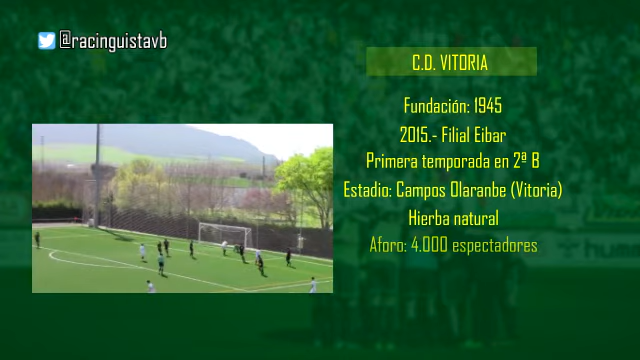 @racinguistavb
C.D. VITORIA
Fundación: 1945
2015.- Filial Eibar
Primera temporada en 2ª B
Estadio: Campos Olaranbe (Vitoria)
Hierba natural
Aforo: 4.000 espectadores